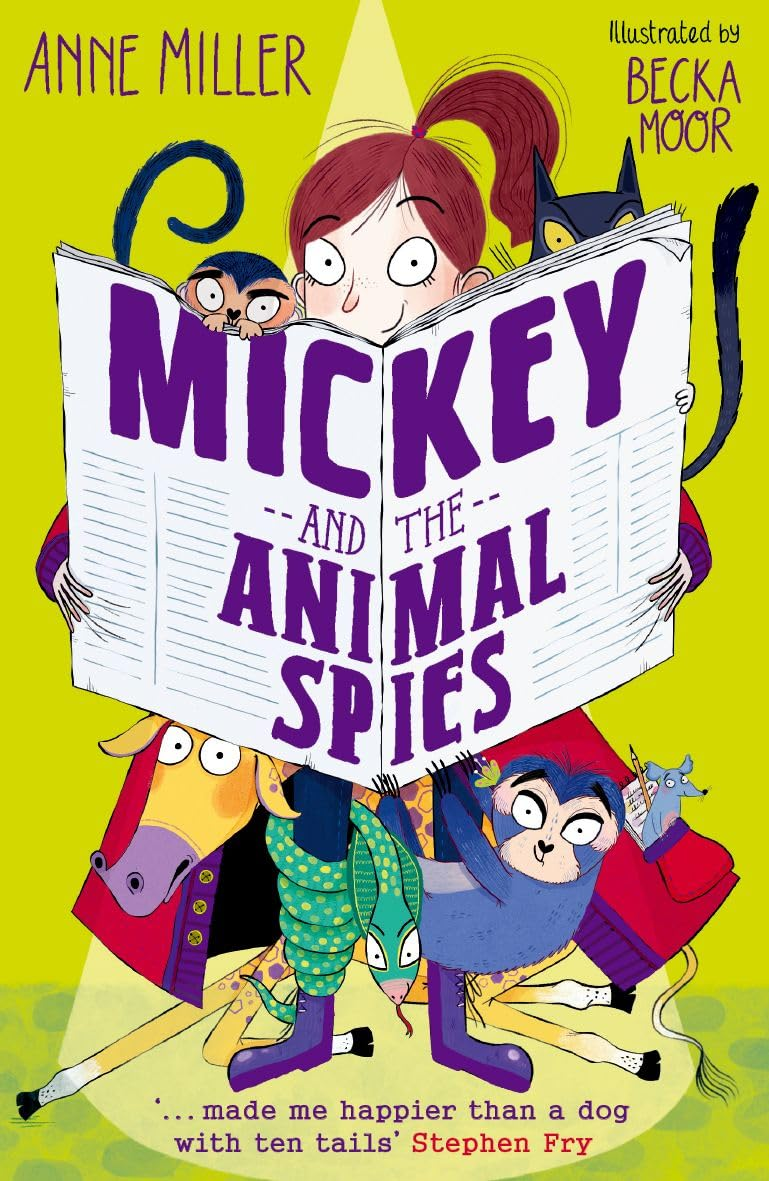 ANNE MILLER
Illustrated by
BECKA
MOOR
MICKEY
--AND THE--
ANIMAL
SPIES
‘... made me happier than a dog
with ten tails’ Stephen Fry